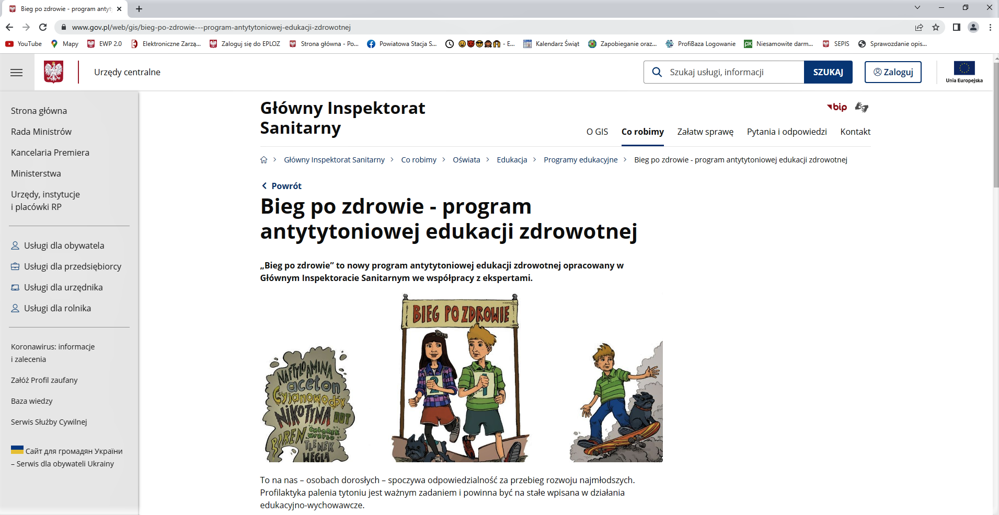 Bieg po zdrowie - program antyt
www.gov.pl/web/gis/bieg-po-zdrowie---program-antytytoniowej-edukacji-zdrowotnej
YouTube
Mapy
EWP 2.0
Elektroniczne Zarzą...
Zaloguj się do EPLOZ
Strona główna - Po...
Powiatowa Stacja S...
- E...
Kalendarz Świąt
Zapobieganie oraz...
ProfiBaza Logowanie
px Niesamowite darm...
SEPIS
Sprawozdanie opis...
Urzędy centralne
Szukaj usługi, informacji
SZUKAJ
Zaloguj
Unia Europejska
Strona główna
Rada Ministrów
Kancelaria Premiera
Ministerstwa
Urzędy, instytucje
i placówki RP
Usługi dla obywatela
Usługi dla przedsiębiorcy
Usługi dla urzędnika
Usługi dla rolnika
Koronawirus: informacje
i zalecenia
Załóż Profil zaufany
Baza wiedzy
Serwis Służby Cywilnej
Сайт для громадян України
– Serwis dla obywateli Ukrainy
Główny Inspektorat
Sanitarny
bip
O GIS
Co robimy
Załatw sprawę
Pytania i odpowiedzi
Kontakt
Główny Inspektorat Sanitarny
Co robimy
Oświata
Edukacja
Programy edukacyjne
Bieg po zdrowie - program antytytoniowej edukacji zdrowotnej
Powrót
Bieg po zdrowie - program
antytytoniowej edukacji zdrowotnej
„Bieg po zdrowie” to nowy program antytytoniowej edukacji zdrowotnej opracowany w
Głównym Inspektoracie Sanitarnym we współpracy z ekspertami.
BIEG PO ZDROWIE
2
1
NAFTYLOAMINA
aceton
Cyjanowodór
NIKOTYNA
DDT
BIREN
CHLOREK
WINYLU
TLENEK
WĘGLA
To na nas – osobach dorosłych – spoczywa odpowiedzialność za przebieg rozwoju najmłodszych.
Profilaktyka palenia tytoniu jest ważnym zadaniem i powinna być na stałe wpisana w działania
edukacyjno-wychowawcze.